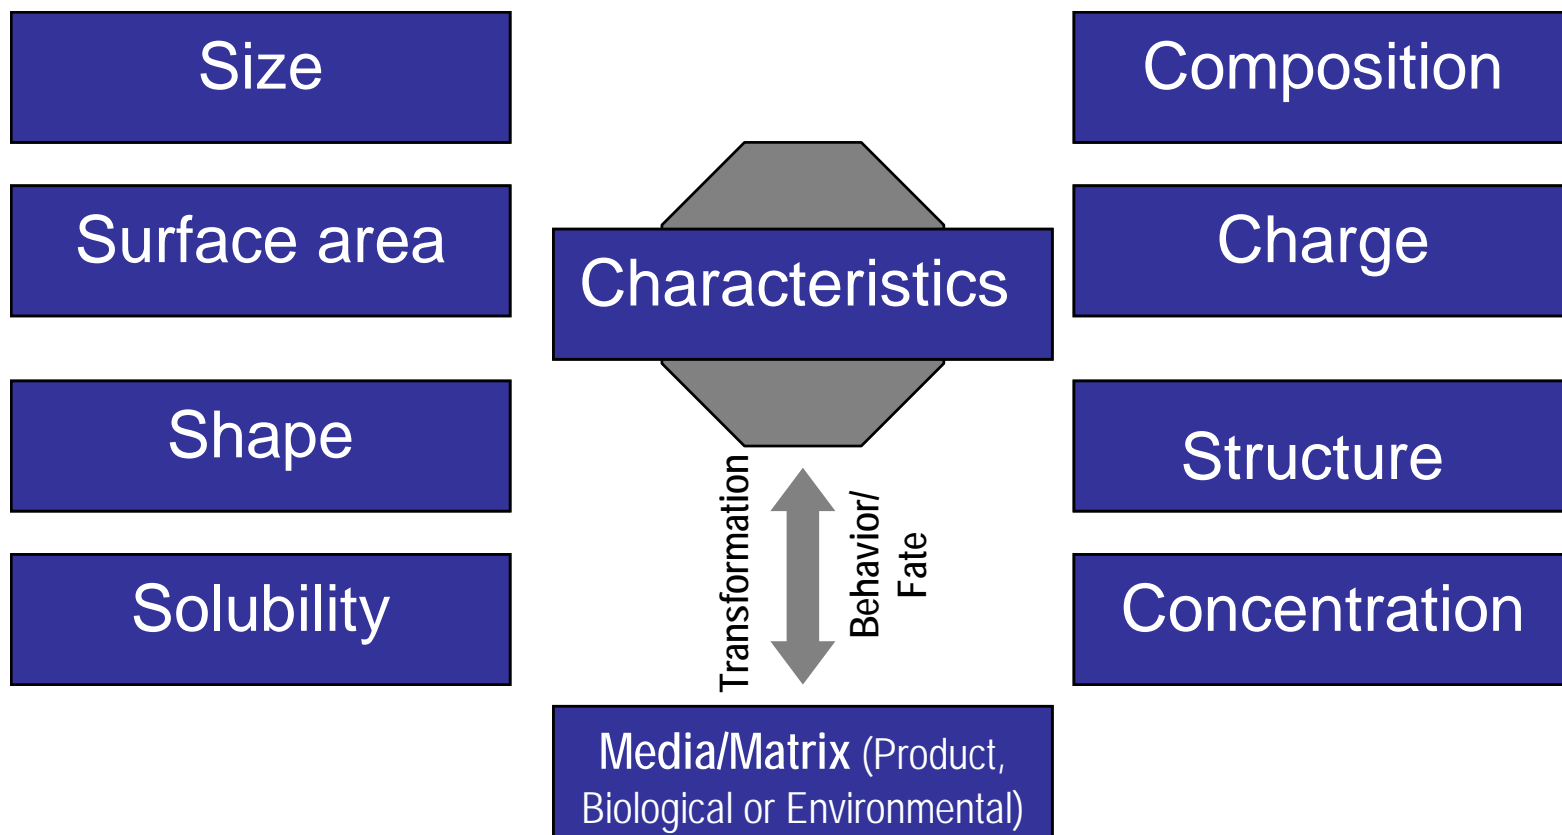 Size
Composition
Surface area
Characteristics
Charge
Shape
Structure
Transformation
Behavior/
Fate
Solubility
Concentration
Media/Matrix (Product,
Biological or Environmental)